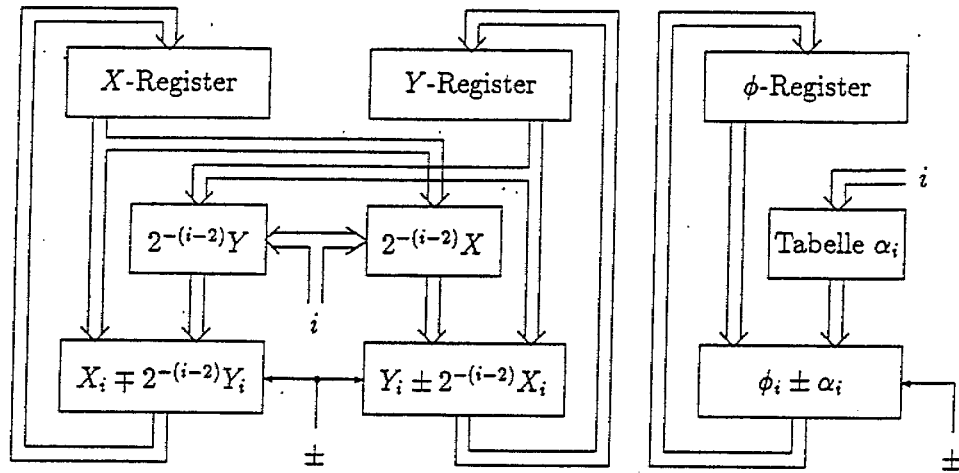 X-Register
Y-Register
ϕ-Register
i
2^{-(i-2)}Y
2^{-(i-2)}X
Tabelle α_i
i
X_i ∓ 2^{-(i-2)}Y_i
Y_i ± 2^{-(i-2)}X_i
ϕ_i ± α_i
±
±